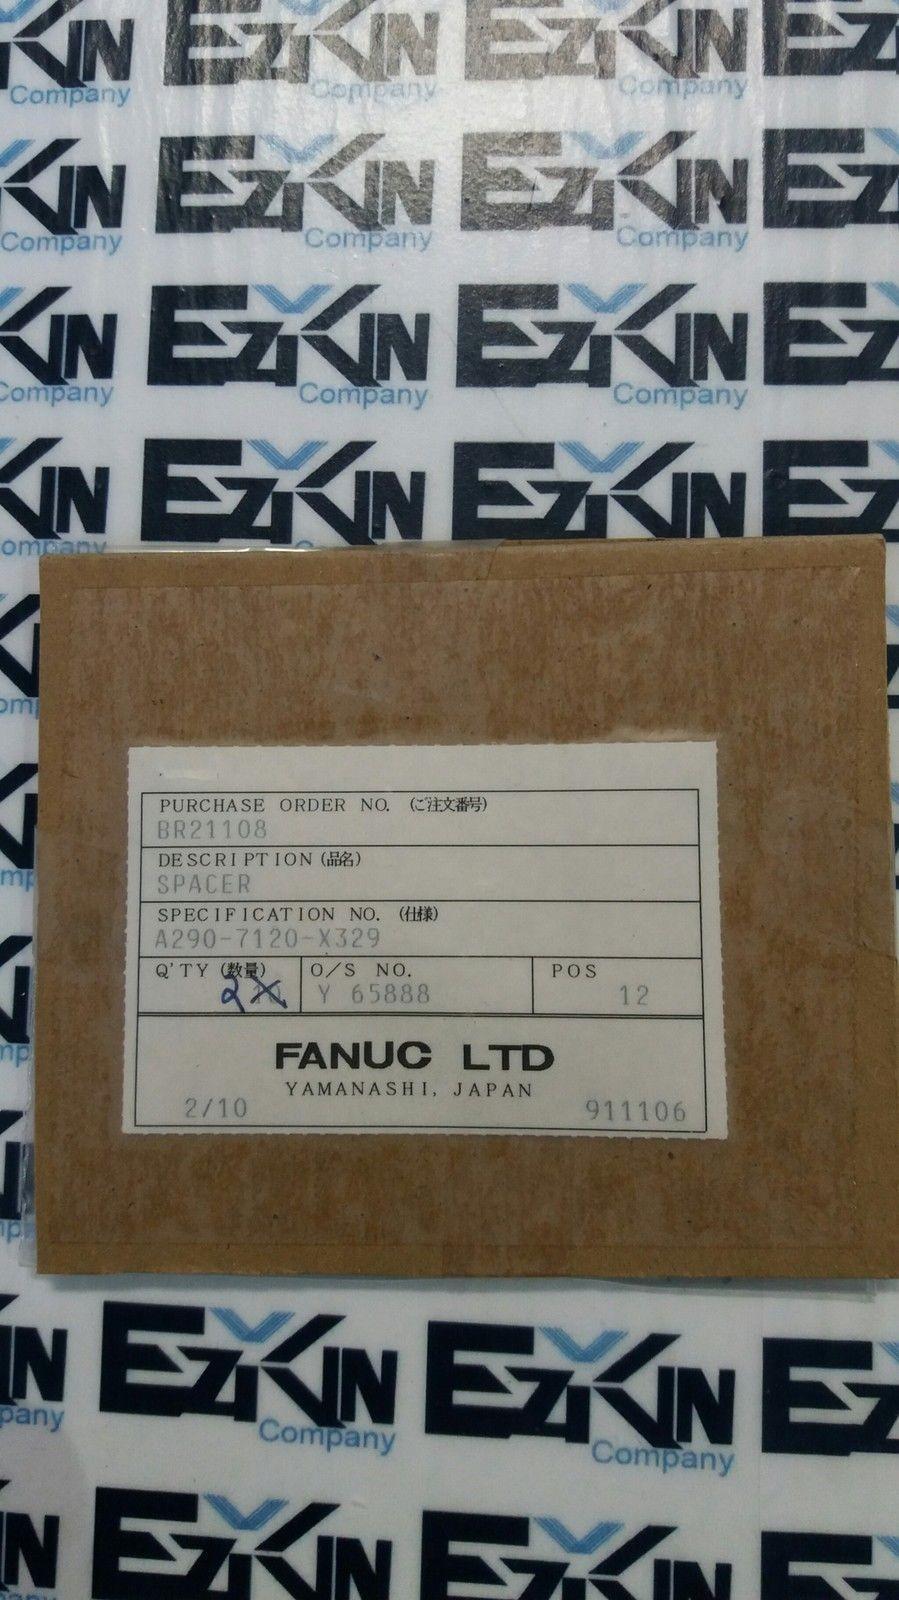 EZKIN
Company
PURCHASE ORDER NO. (ご注文番号)
BR21108
DESCRIPTION (品名)
SPACER
SPECIFICATION NO. (仕様)
A290-7120-X329
Q'TY (数量) O/S NO. POS
2 Y 65888 12
FANUC LTD
YAMANASHI, JAPAN
2/10 911106